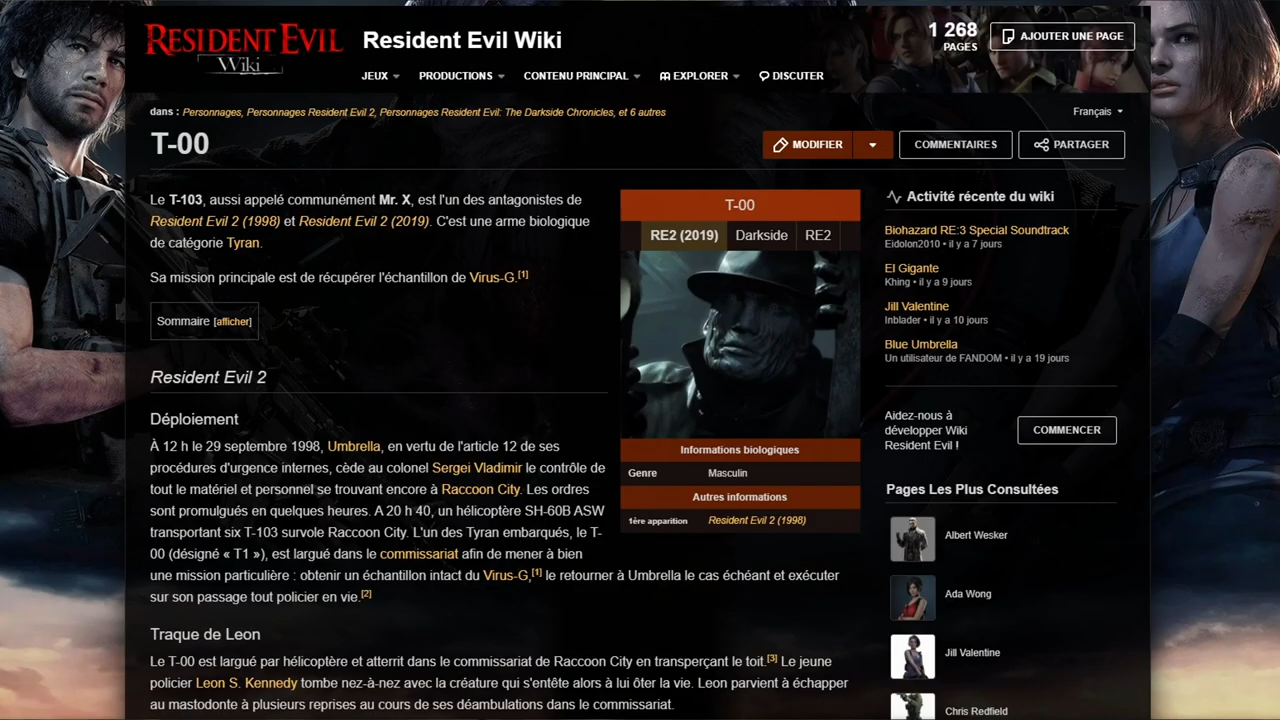 RESIDENT EVIL
Wiki
Resident Evil Wiki
1 268
PAGES
AJOUTER UNE PAGE
JEUX
PRODUCTIONS
CONTENU PRINCIPAL
EXPLORER
DISCUTER
dans : Personnages, Personnages Resident Evil 2, Personnages Resident Evil: The Darkside Chronicles, et 6 autres
Français
T-00
MODIFIER
COMMENTAIRES
PARTAGER
Le T-103, aussi appelé communément Mr. X, est l'un des antagonistes de
Resident Evil 2 (1998) et Resident Evil 2 (2019). C'est une arme biologique
de catégorie Tyran.
Sa mission principale est de récupérer l'échantillon de Virus-G.[1]
Sommaire [afficher]
Resident Evil 2
Déploiement
À 12 h le 29 septembre 1998, Umbrella, en vertu de l'article 12 de ses
procédures d'urgence internes, cède au colonel Sergei Vladimir le contrôle de
tout le matériel et personnel se trouvant encore à Raccoon City. Les ordres
sont promulgués en quelques heures. A 20 h 40, un hélicoptère SH-60B ASW
transportant six T-103 survole Raccoon City. L'un des Tyran embarqués, le T-
00 (désigné « T1 »), est largué dans le commissariat afin de mener à bien
une mission particulière : obtenir un échantillon intact du Virus-G,[1] le retourner à Umbrella le cas échéant et exécuter
sur son passage tout policier en vie.[2]
Traque de Leon
Le T-00 est largué par hélicoptère et atterrit dans le commissariat de Raccoon City en transperçant le toit.[3] Le jeune
policier Leon S. Kennedy tombe nez-à-nez avec la créature qui s'entête alors à lui ôter la vie. Leon parvient à échapper
au mastodonte à plusieurs reprises au cours de ses déambulations dans le commissariat.
T-00
RE2 (2019)
Darkside
RE2
Informations biologiques
Genre
Masculin
Autres informations
1ère apparition
Resident Evil 2 (1998)
Activité récente du wiki
Biohazard RE:3 Special Soundtrack
Eidolon2010 • il y a 7 jours
El Gigante
Khing • il y a 9 jours
Jill Valentine
Inblader • il y a 10 jours
Blue Umbrella
Un utilisateur de FANDOM • il y a 19 jours
Aidez-nous à
développer Wiki
Resident Evil !
COMMENCER
Pages Les Plus Consultées
Albert Wesker
Ada Wong
Jill Valentine
Chris Redfield